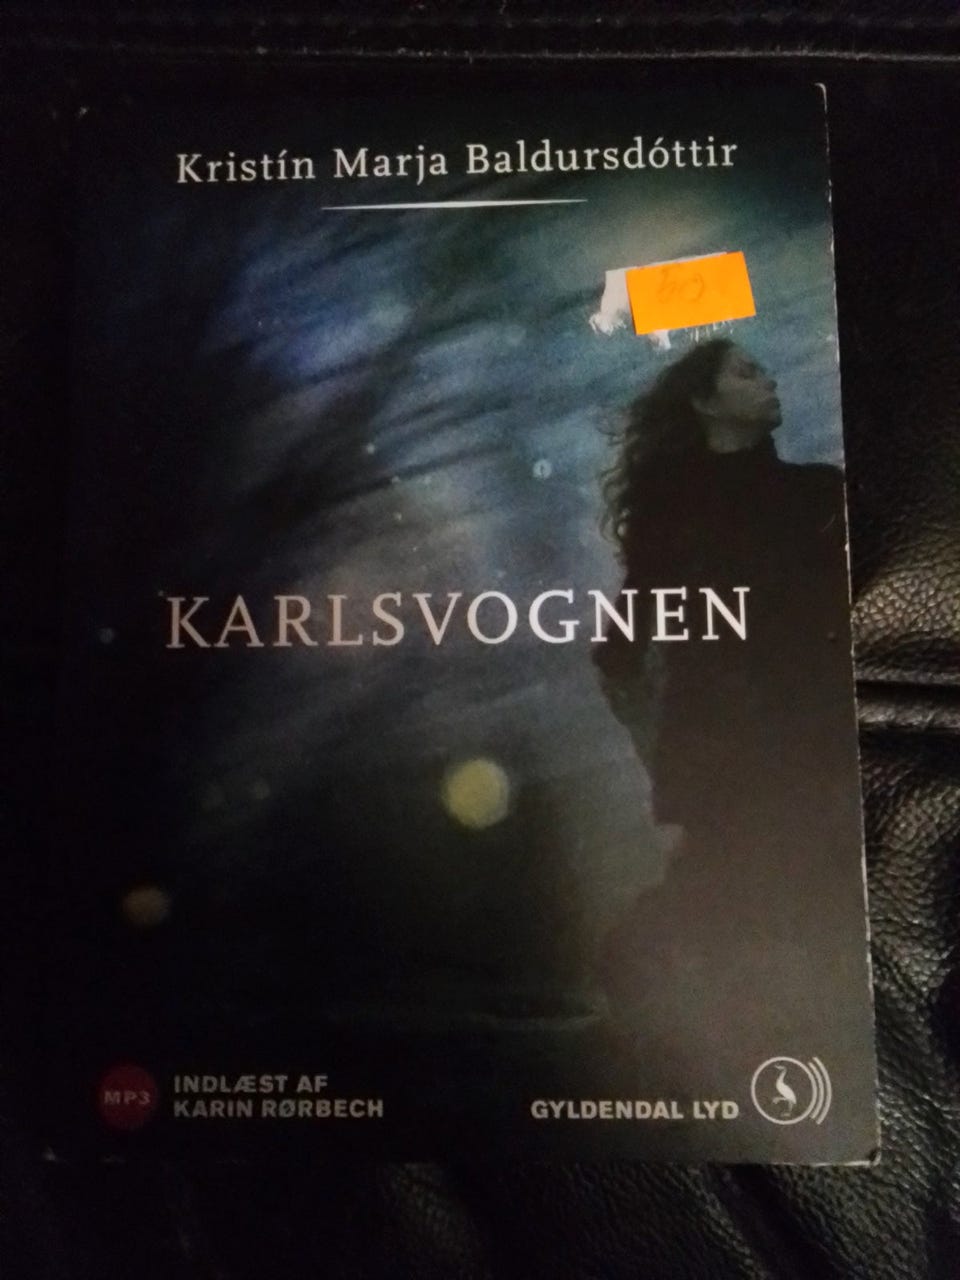 Kristín Marja Baldursdóttir
KARLSVOGNEN
MP3
INDLÆST AF
KARIN RØRBECH
GYLDENDAL LYD